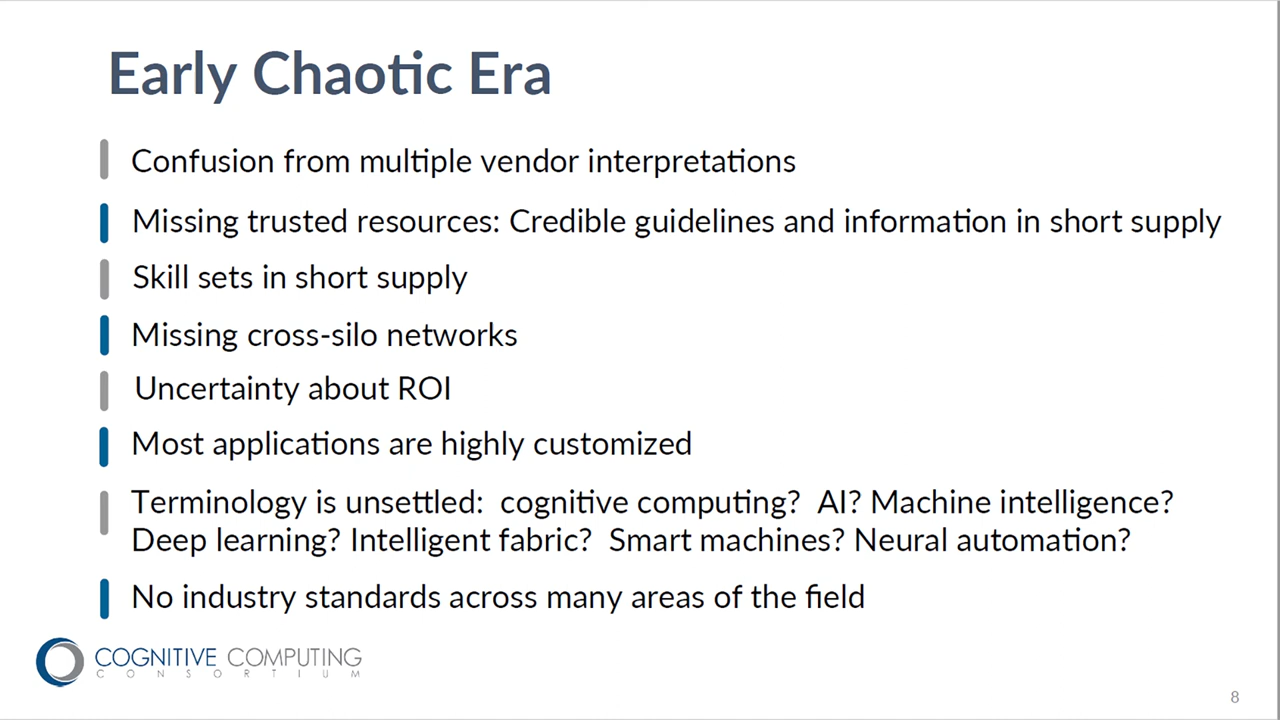 Early Chaotic Era
Confusion from multiple vendor interpretations
Missing trusted resources: Credible guidelines and information in short supply
Skill sets in short supply
Missing cross-silo networks
Uncertainty about ROI
Most applications are highly customized
Terminology is unsettled:  cognitive computing?  AI? Machine intelligence?
Deep learning? Intelligent fabric?  Smart machines? Neural automation?
No industry standards across many areas of the field
COGNITIVE COMPUTING
CONSORTIUM
8